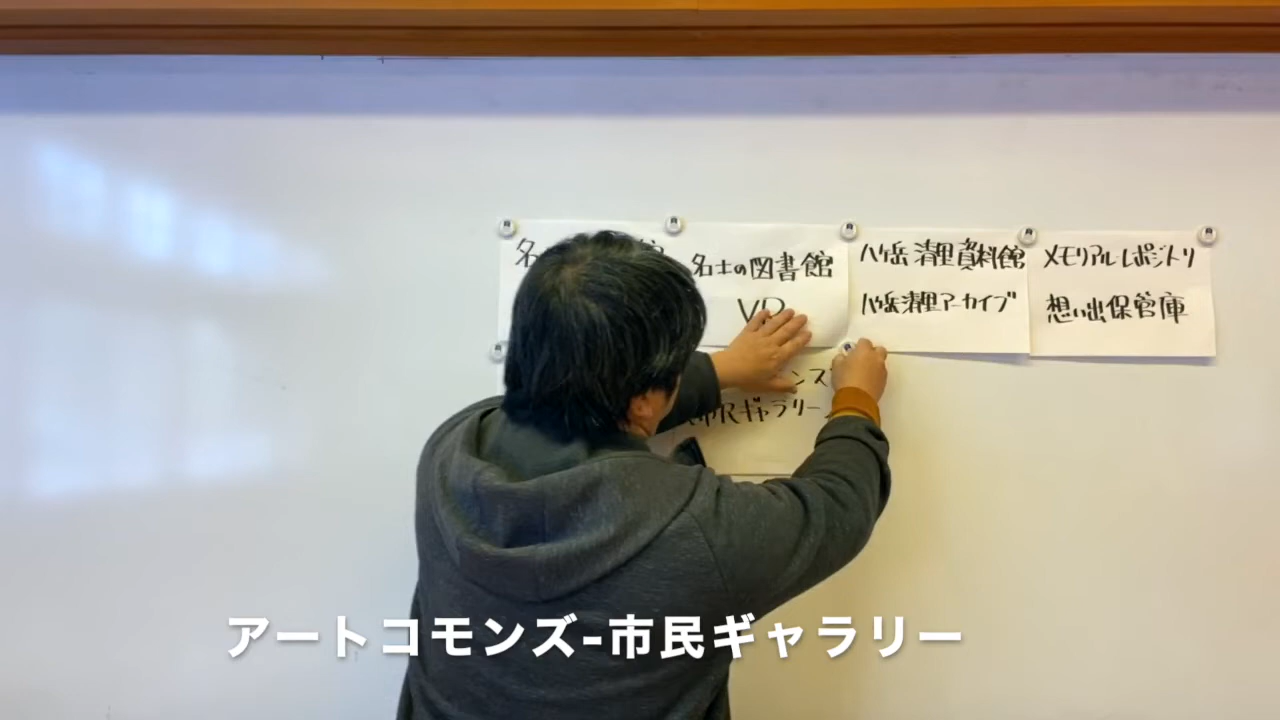 名
館
名士の図書館
VR
八ヶ岳 清里資料館
八ヶ岳清里アーカイブ
メモリアル・レポジトリ
想い出保管庫
ンズ
市民ギャラリー
アートコモンズ-市民ギャラリー